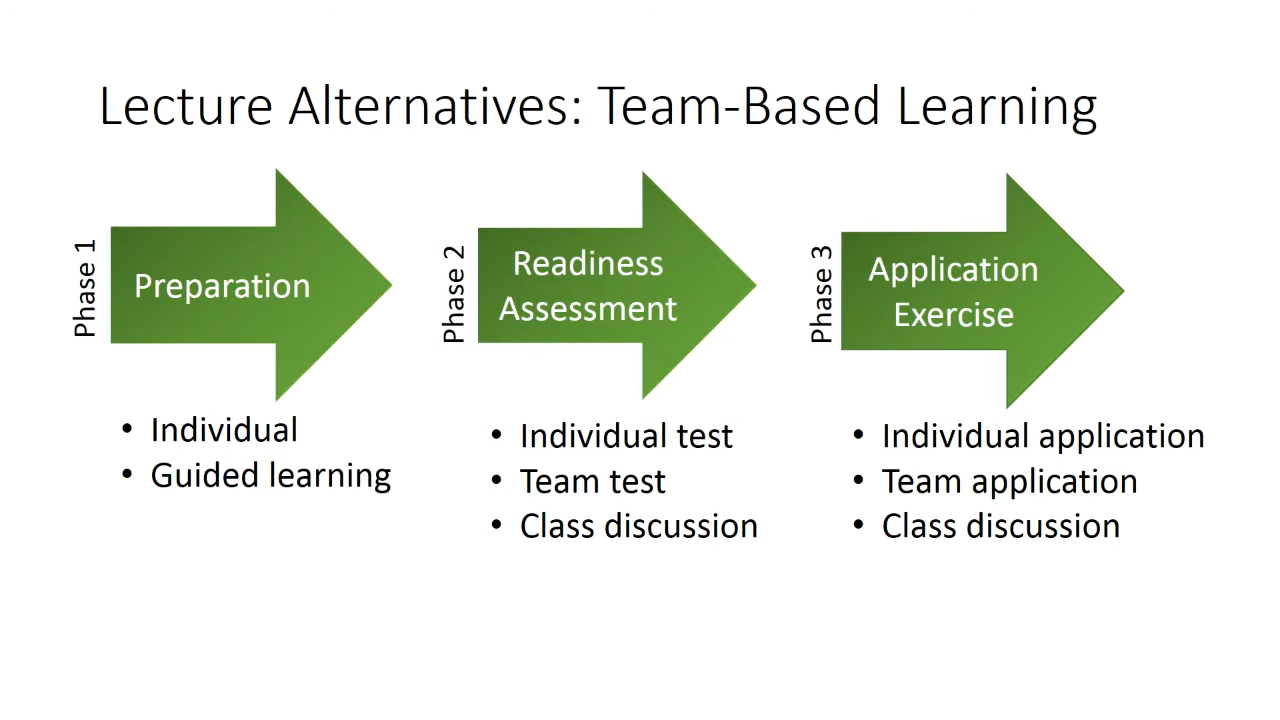 Lecture Alternatives: Team-Based Learning
Phase 1
Preparation
• Individual
• Guided learning
Phase 2
Readiness
Assessment
• Individual test
• Team test
• Class discussion
Phase 3
Application
Exercise
• Individual application
• Team application
• Class discussion